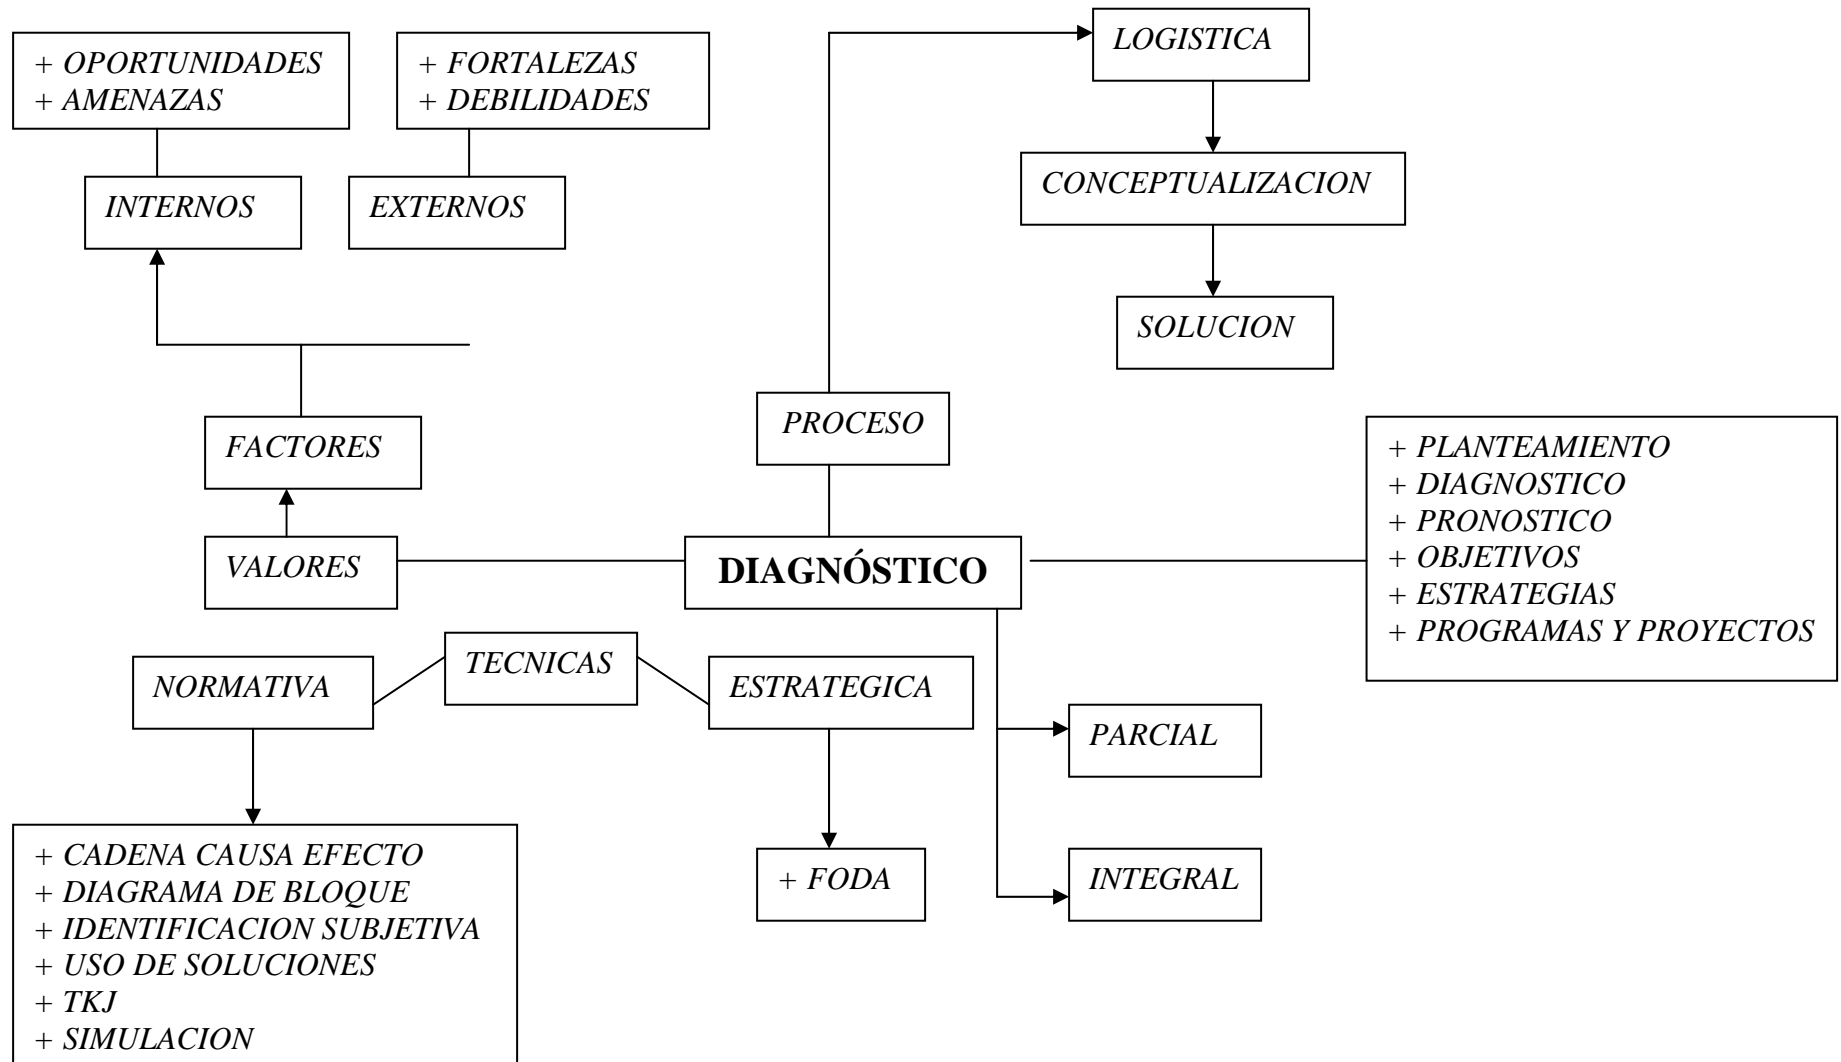 + OPORTUNIDADES
+ AMENAZAS
+ FORTALEZAS
+ DEBILIDADES
INTERNOS
EXTERNOS
LOGISTICA
CONCEPTUALIZACION
SOLUCION
PROCESO
FACTORES
VALORES
DIAGNÓSTICO
+ PLANTEAMIENTO
+ DIAGNOSTICO
+ PRONOSTICO
+ OBJETIVOS
+ ESTRATEGIAS
+ PROGRAMAS Y PROYECTOS
TECNICAS
NORMATIVA
ESTRATEGICA
PARCIAL
INTEGRAL
+ FODA
+ CADENA CAUSA EFECTO
+ DIAGRAMA DE BLOQUE
+ IDENTIFICACION SUBJETIVA
+ USO DE SOLUCIONES
+ TKJ
+ SIMULACION